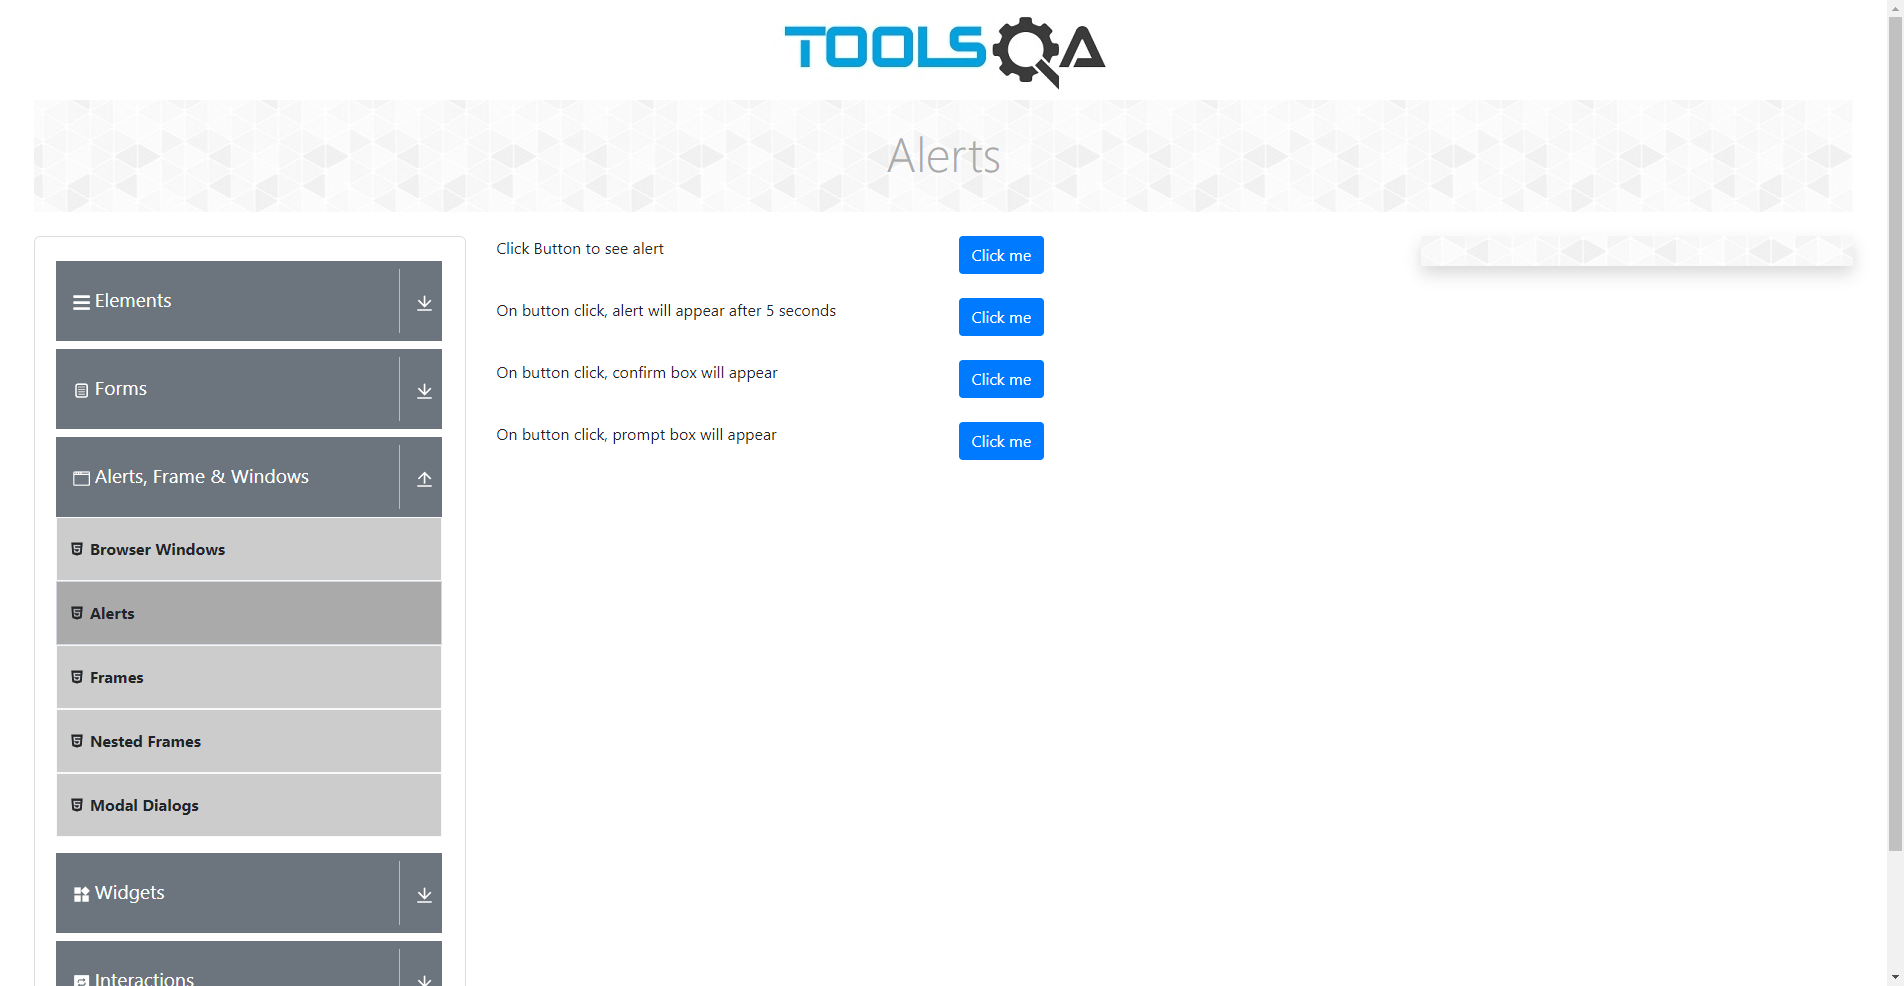 TOOLSQA
Alerts
Elements
Forms
Alerts, Frame & Windows
Browser Windows
Alerts
Frames
Nested Frames
Modal Dialogs
Widgets
Interactions
Click Button to see alert
Click me
On button click, alert will appear after 5 seconds
Click me
On button click, confirm box will appear
Click me
On button click, prompt box will appear
Click me